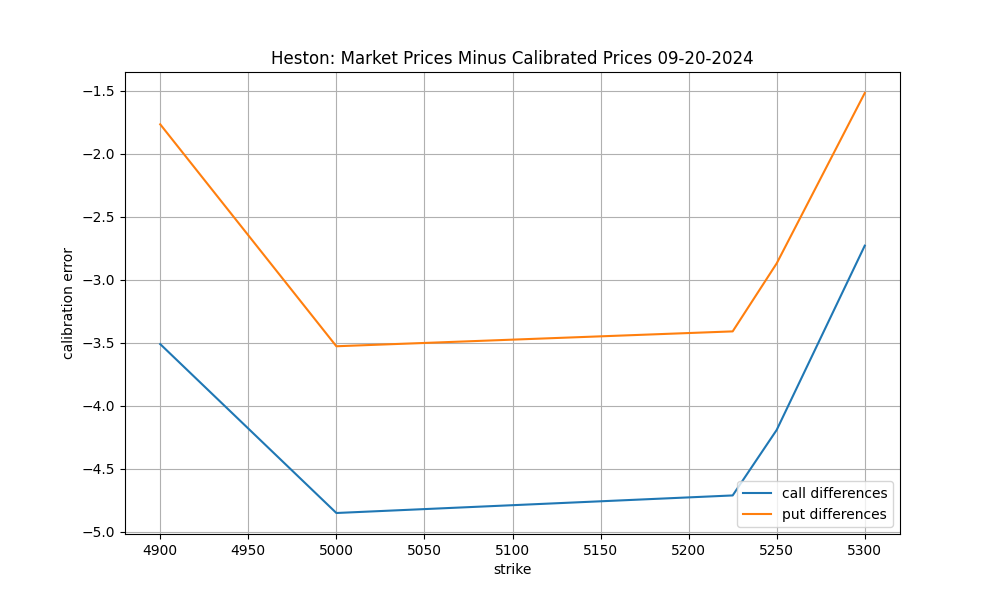 Heston: Market Prices Minus Calibrated Prices 09-20-2024
−1.5
−2.0
−2.5
−3.0
−3.5
−4.0
−4.5
−5.0
calibration error
4900 4950 5000 5050 5100 5150 5200 5250 5300
strike
call differences
put differences